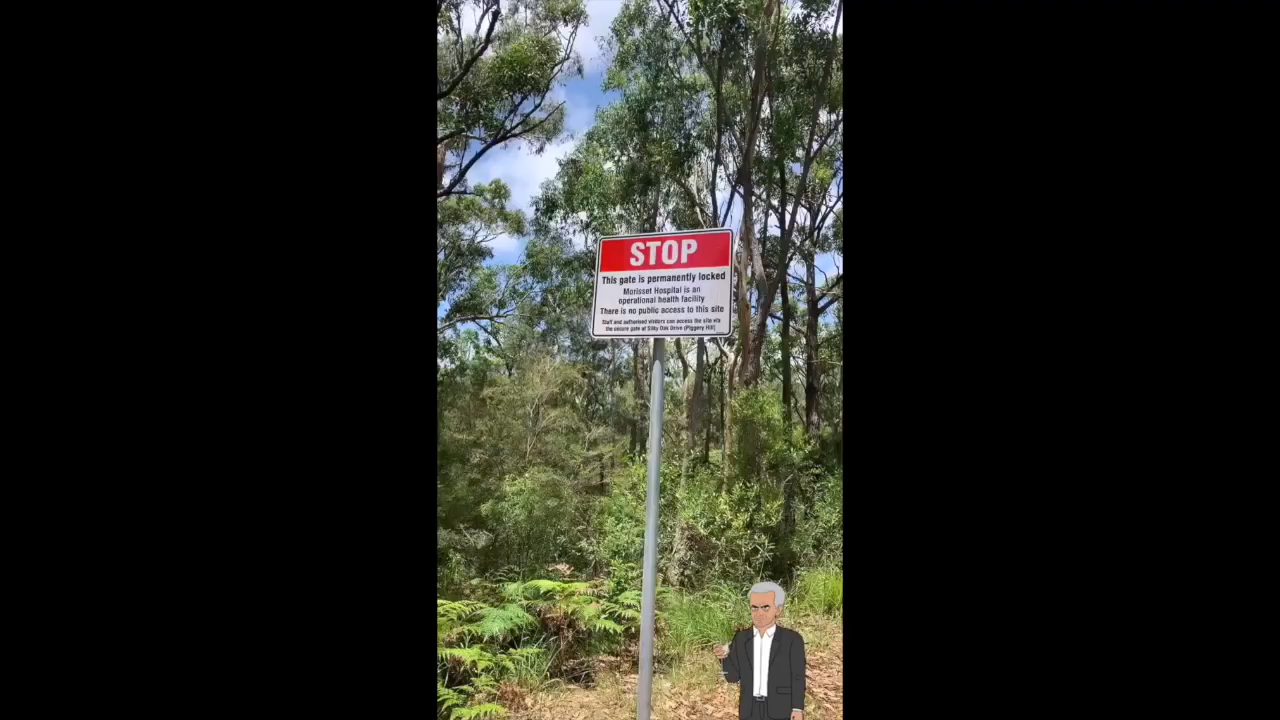 STOP
This gate is permanently locked
Morisset Hospital is an
operational health facility
There is no public access to this site
Staff and authorised visitors can access the site via
the secure gate at Silky Oak Drive (Piggery Hill)